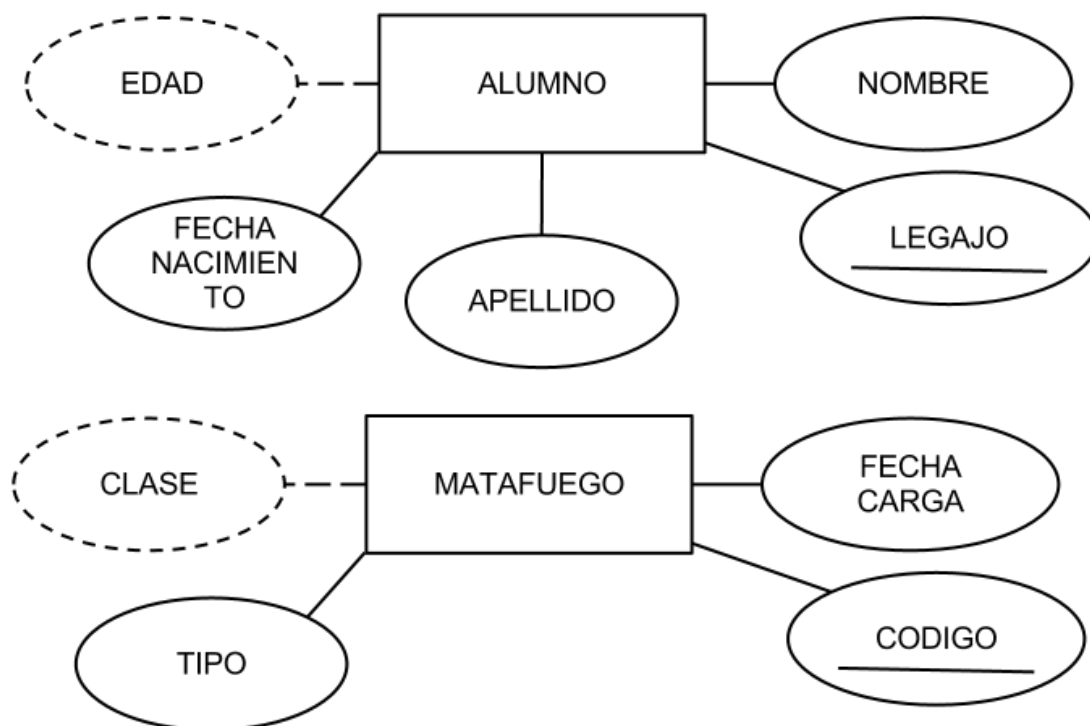 EDAD
ALUMNO
NOMBRE
FECHA
NACIMIEN
TO
APELLIDO
LEGAJO
CLASE
MATAFUEGO
FECHA
CARGA
TIPO
CODIGO